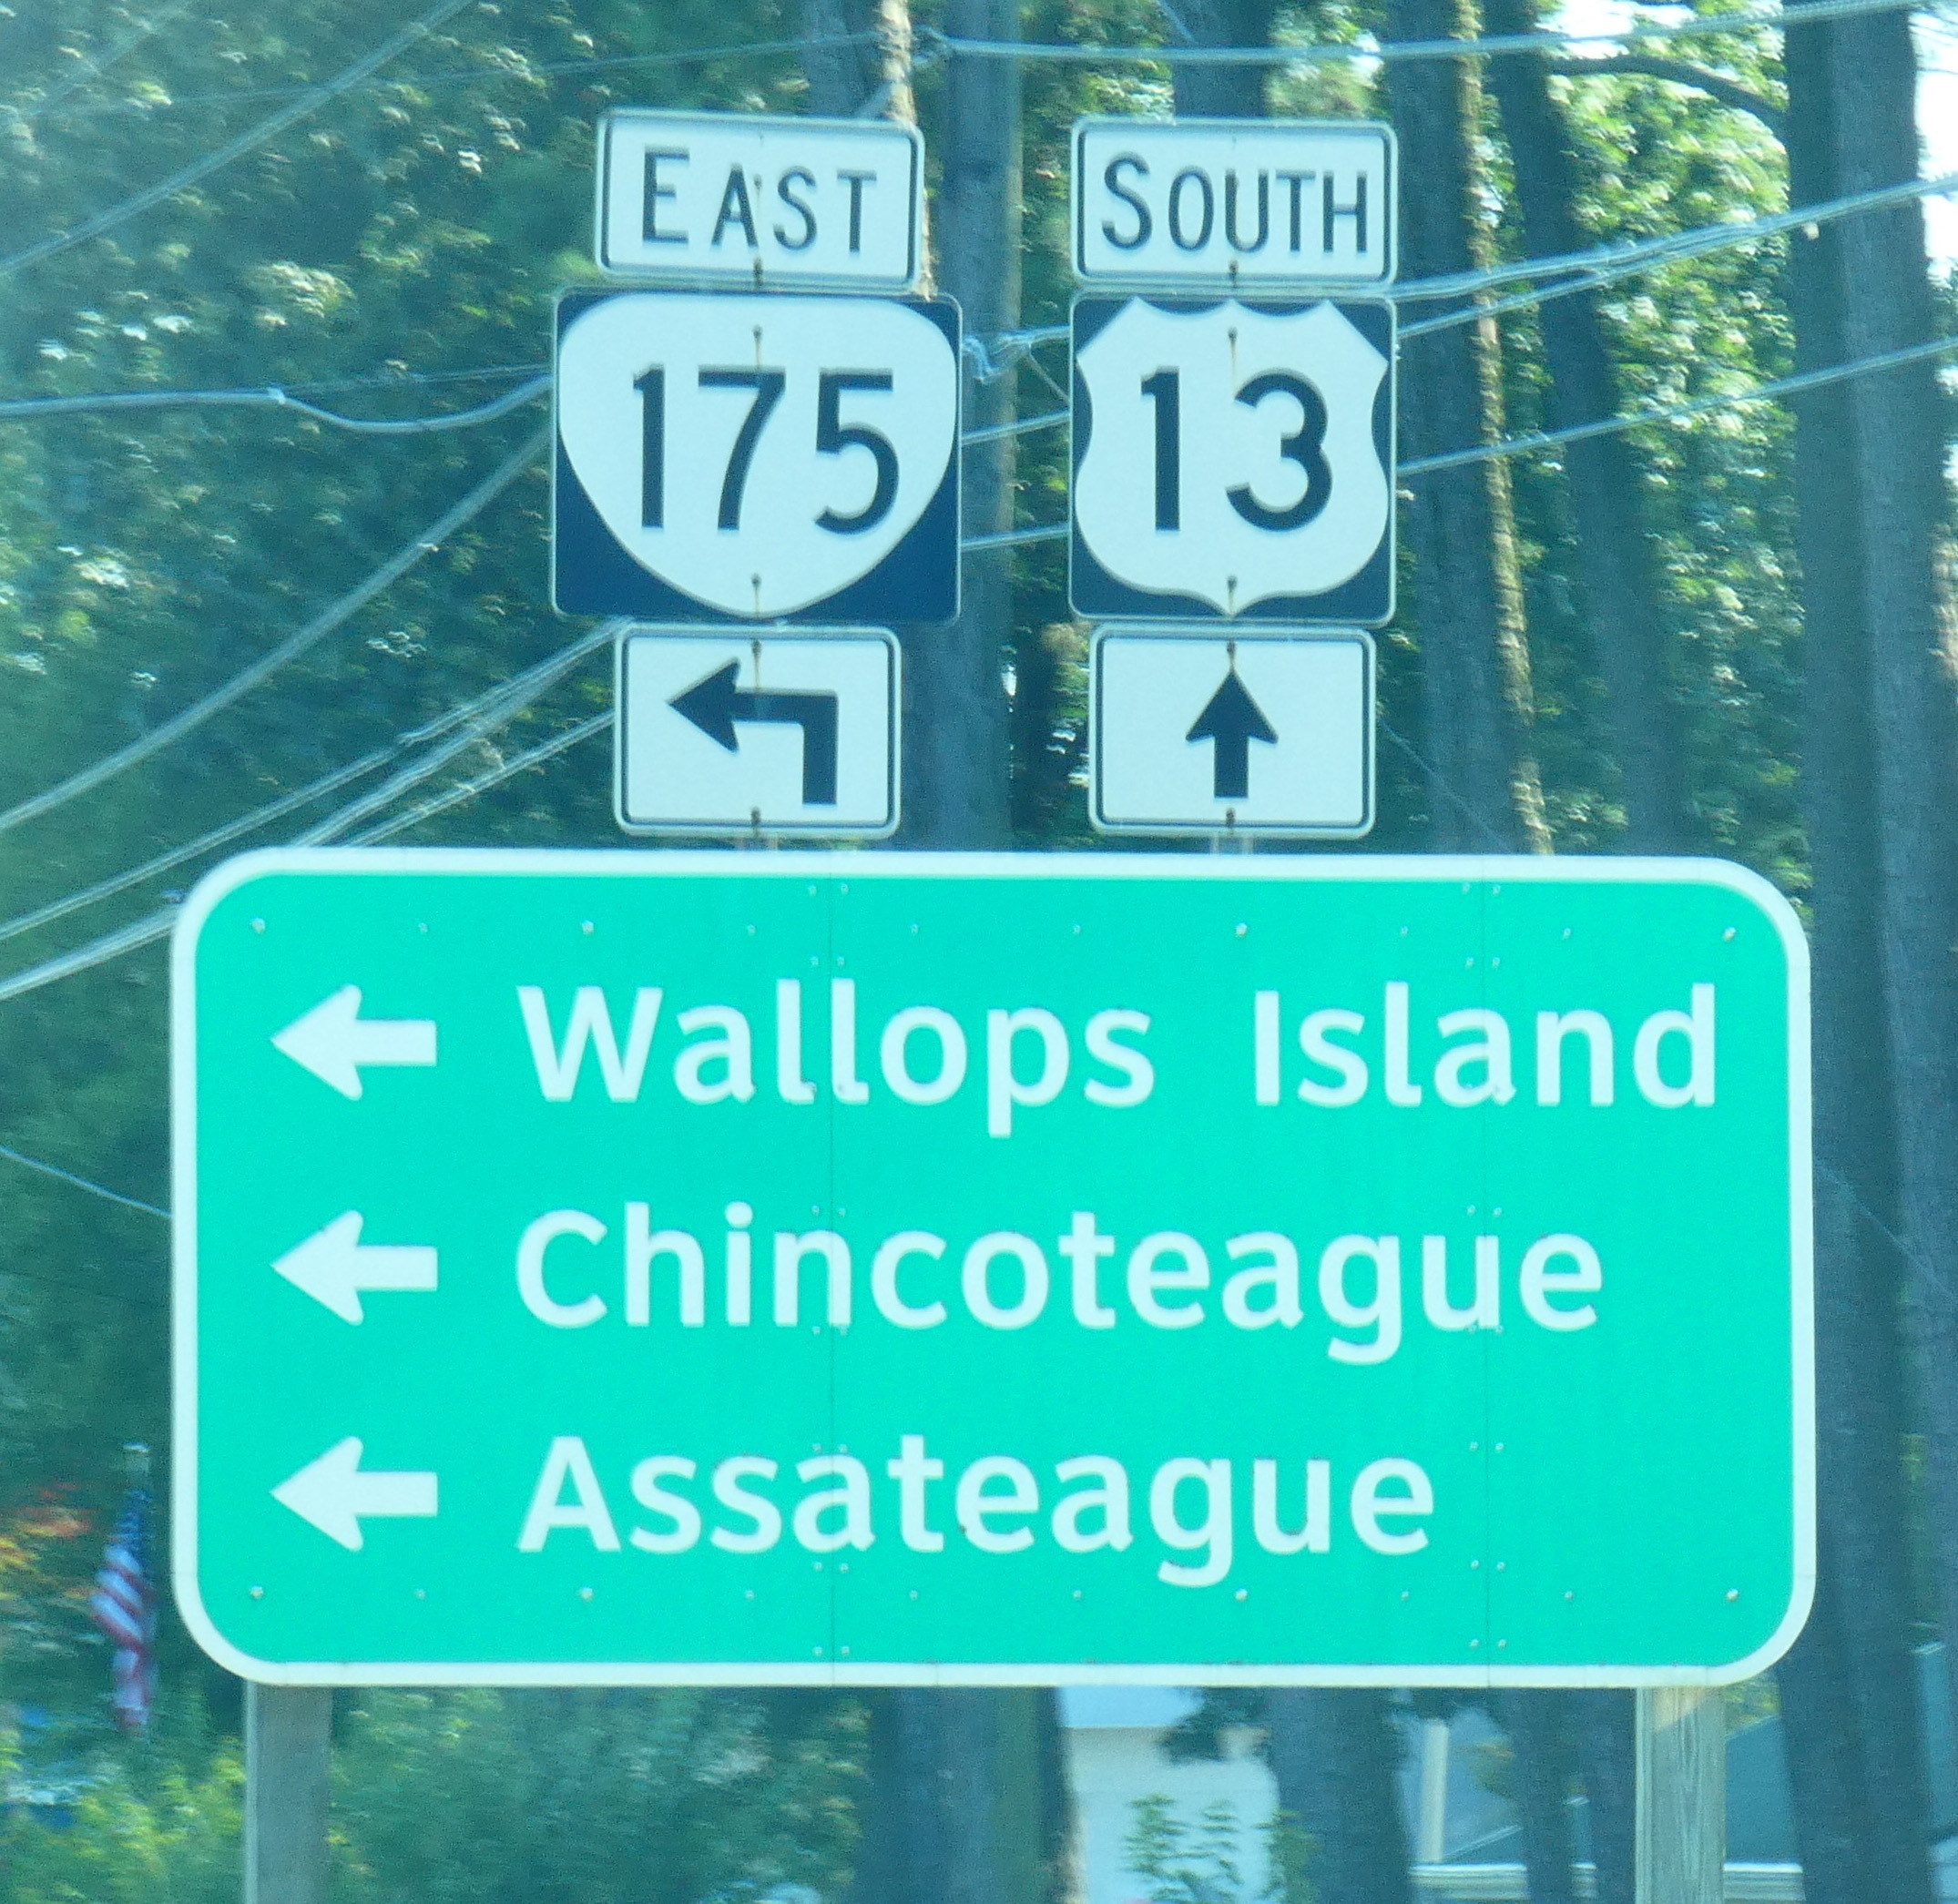 EAST SOUTH
175 13
Wallops Island
Chincoteague
Assateague